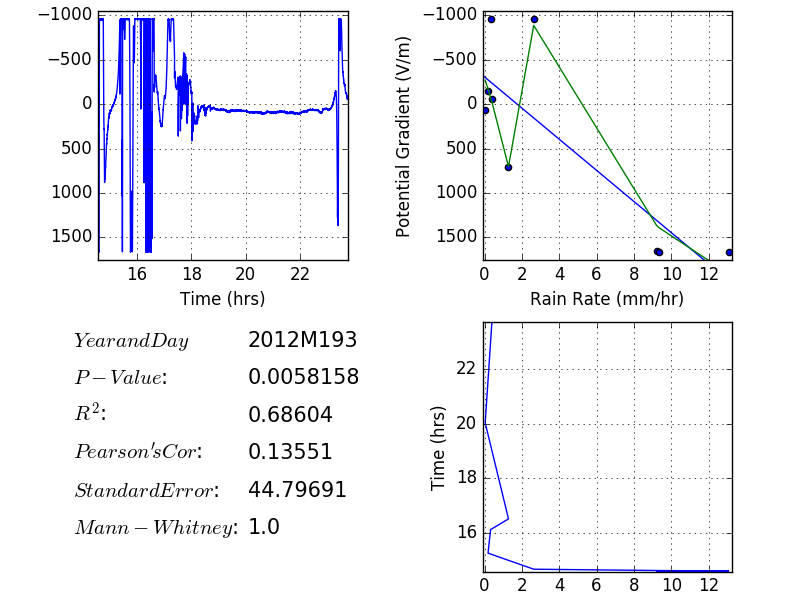 −1000
−500
0
500
1000
1500
16 18 20 22
Time (hrs)
Potential Gradient (V/m)
−1000
−500
0
500
1000
1500
0 2 4 6 8 10 12
Rain Rate (mm/hr)
YearandDay 2012M193
P−Value: 0.0058158
R²: 0.68604
Pearson'sCor: 0.13551
StandardError: 44.79691
Mann−Whitney: 1.0
Time (hrs)
22
20
18
16
0 2 4 6 8 10 12